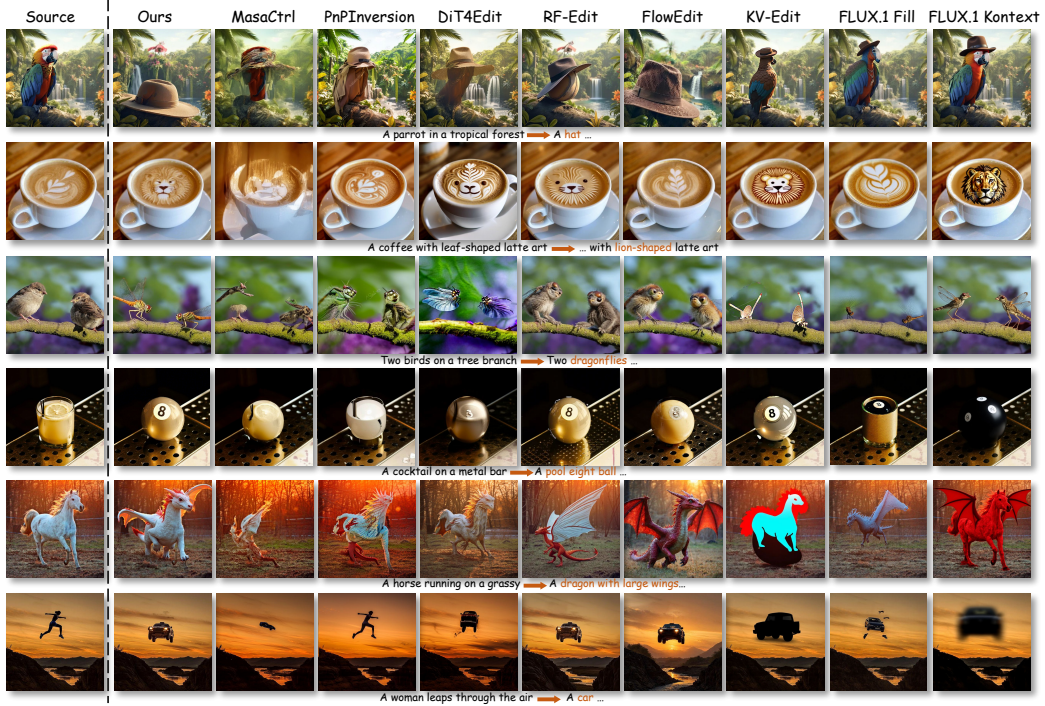 Source Ours MasaCtrl PnPInversion DiT4Edit RF-Edit FlowEdit KV-Edit FLUX.1 Fill FLUX.1 Kontext
A parrot in a tropical forest A hat ...
A coffee with leaf-shaped latte art ... with lion-shaped latte art
Two birds on a tree branch Two dragonflies ...
8 8 8
A cocktail on a metal bar A pool eight ball ...
A horse running on a grassy A dragon with large wings...
A woman leaps through the air A car ...